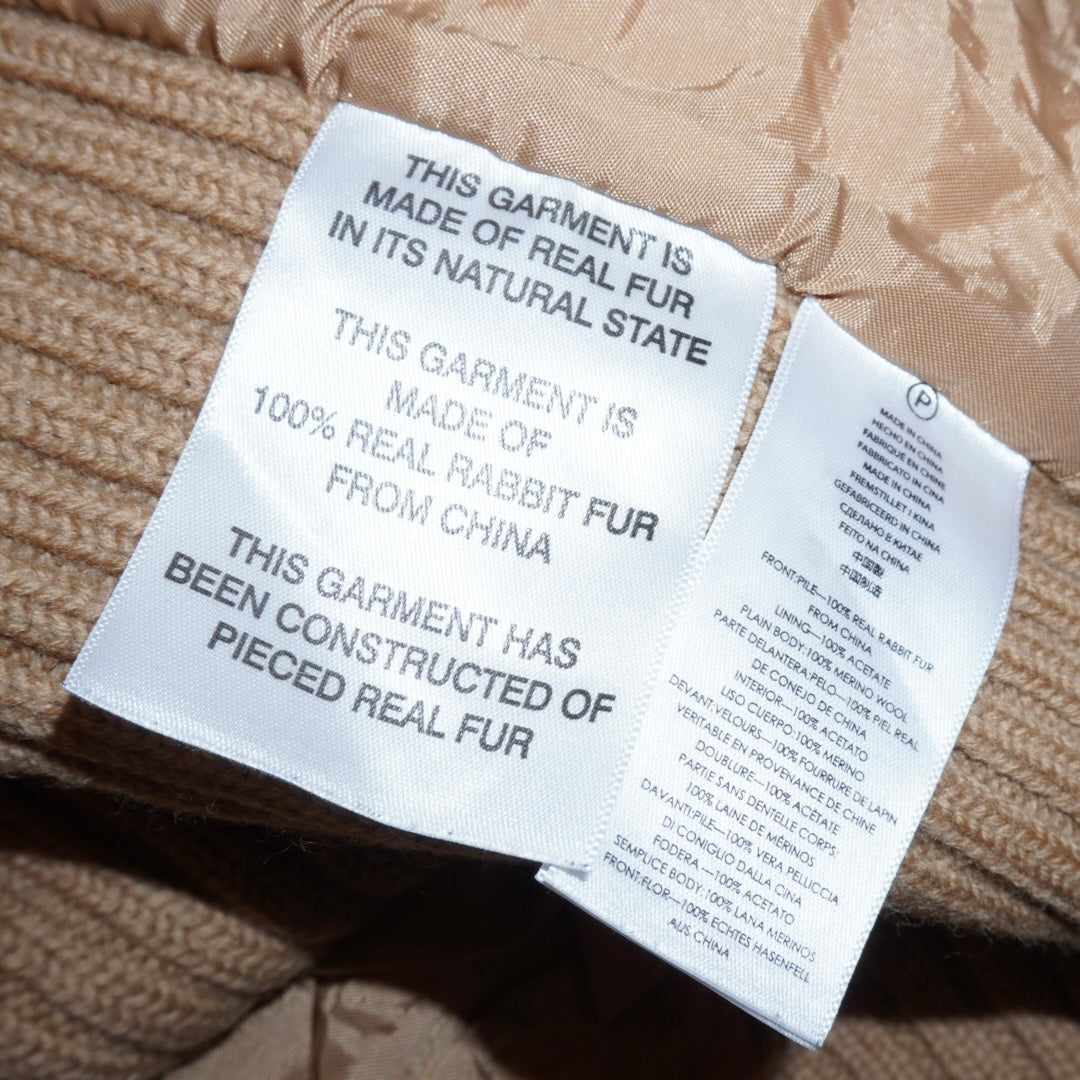 THIS GARMENT IS
MADE OF REAL FUR
IN ITS NATURAL STATE
THIS GARMENT IS
MADE OF
100% REAL RABBIT FUR
FROM CHINA
THIS GARMENT HAS
BEEN CONSTRUCTED OF
PIECED REAL FUR
P
MADE IN CHINA
HECHO EN CHINA
FABRIQUÉ EN CHINE
FABBRICATO IN CINA
MADE IN CHINA
FREMSTILLET I KINA
GEFABRICEERD IN CHINA
СДЕЛАНО В КИТАЕ
FEITO NA CHINA
中国製
中国制造
FRONT:PILE—100% REAL RABBIT FUR
FROM CHINA
LINING—100% ACETATE
PLAIN BODY:100% MERINO WOOL
PARTE DELANTERA:PELO—100% PIEL REAL
DE CONEJO DE CHINA
INTERIOR—100% ACETATO
LISO CUERPO:100% MERINO
DEVANT:VELOURS—100% FOURRURE DE LAPIN
VERITABLE EN PROVENANCE DE CHINE
DOUBLURE—100% ACÉTATE
PARTIE SANS DENTELLE CORPS:
100% LAINE DE MÉRINOS
DAVANTI:PILE—100% VERA PELLICCIA
DI CONIGLIO DALLA CINA
FODERA—100% ACETATO
SEMPLICE BODY:100% LANA MERINOS
FRONT:FLOR—100% ECHTES HASENFELL
AUS CHINA